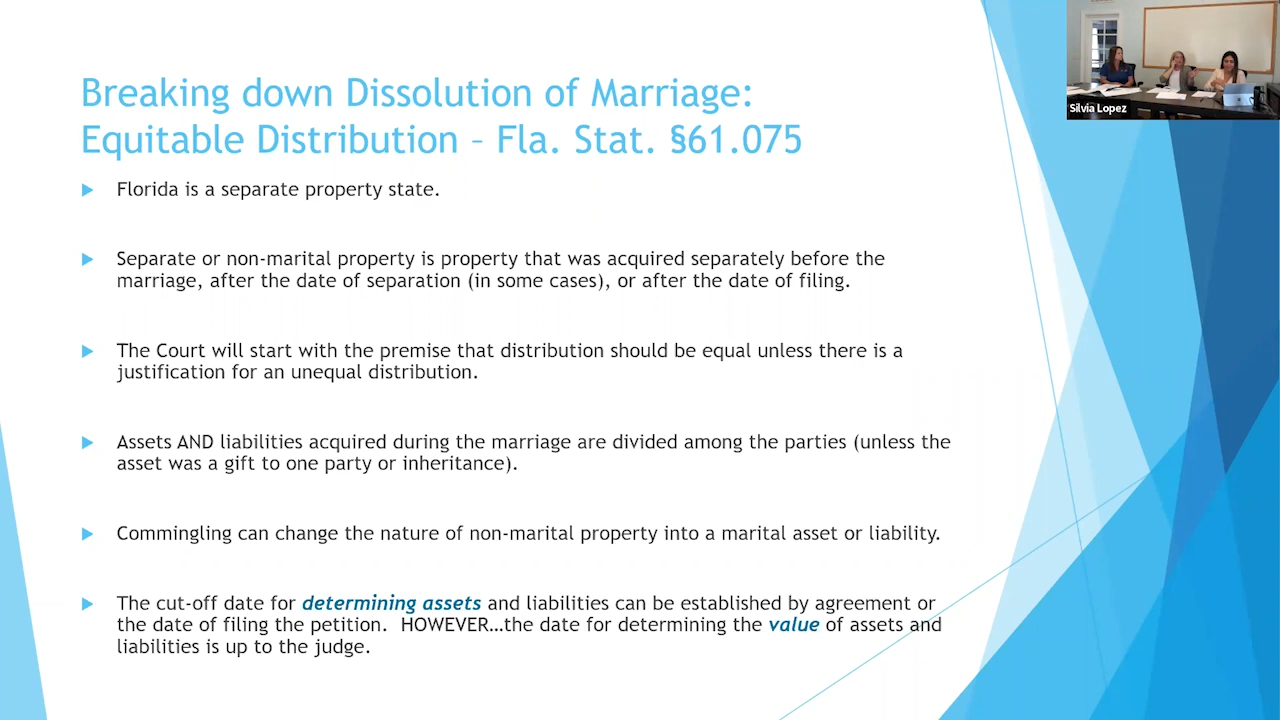 Breaking down Dissolution of Marriage:
Equitable Distribution – Fla. Stat. §61.075
Florida is a separate property state.
Separate or non-marital property is property that was acquired separately before the
marriage, after the date of separation (in some cases), or after the date of filing.
The Court will start with the premise that distribution should be equal unless there is a
justification for an unequal distribution.
Assets AND liabilities acquired during the marriage are divided among the parties (unless the
asset was a gift to one party or inheritance).
Commingling can change the nature of non-marital property into a marital asset or liability.
The cut-off date for determining assets and liabilities can be established by agreement or
the date of filing the petition.  HOWEVER…the date for determining the value of assets and
liabilities is up to the judge.
Silvia Lopez